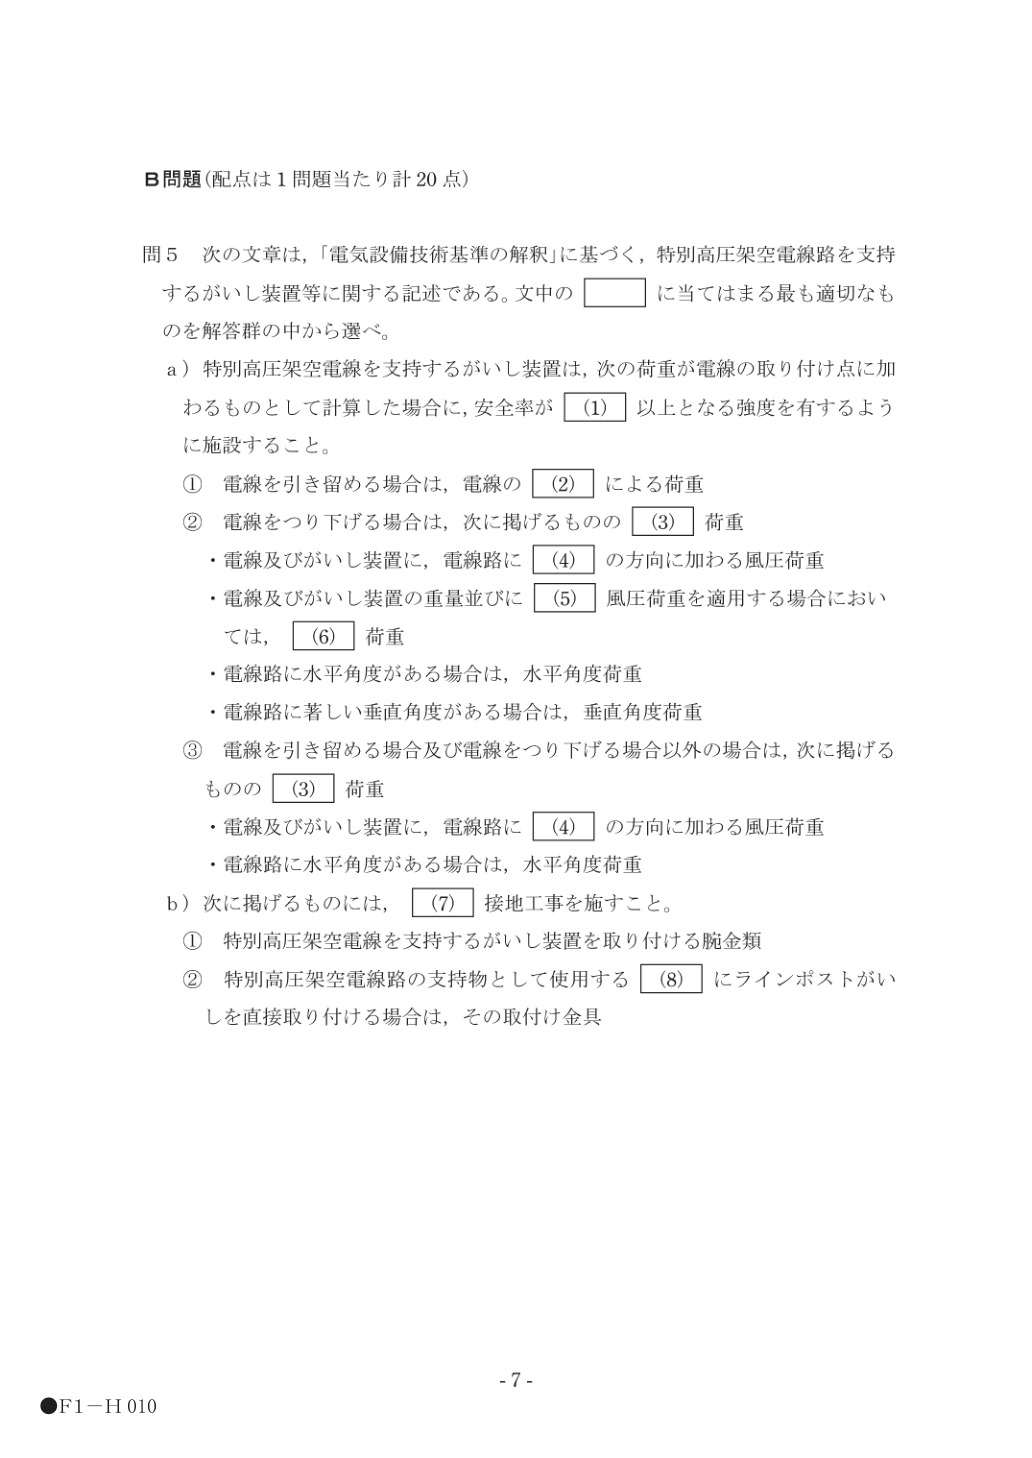 B問題(配点は1問題当たり計20点)
問5　次の文章は，「電気設備技術基準の解釈」に基づく，特別高圧架空電線路を支持
するがいし装置等に関する記述である。文中の　　　に当てはまる最も適切なも
のを解答群の中から選べ。
a）特別高圧架空電線を支持するがいし装置は，次の荷重が電線の取り付け点に加
わるものとして計算した場合に，安全率が (1) 以上となる強度を有するよう
に施設すること。
①　電線を引き留める場合は，電線の (2) による荷重
②　電線をつり下げる場合は，次に掲げるものの (3) 荷重
・電線及びがいし装置に，電線路に (4) の方向に加わる風圧荷重
・電線及びがいし装置の重量並びに (5) 風圧荷重を適用する場合におい
ては， (6) 荷重
・電線路に水平角度がある場合は，水平角度荷重
・電線路に著しい垂直角度がある場合は，垂直角度荷重
③　電線を引き留める場合及び電線をつり下げる場合以外の場合は，次に掲げる
ものの (3) 荷重
・電線及びがいし装置に，電線路に (4) の方向に加わる風圧荷重
・電線路に水平角度がある場合は，水平角度荷重
b）次に掲げるものには， (7) 接地工事を施すこと。
①　特別高圧架空電線を支持するがいし装置を取り付ける腕金類
②　特別高圧架空電線路の支持物として使用する (8) にラインポストがい
しを直接取り付ける場合は，その取付け金具
- 7 -
●F1－H 010